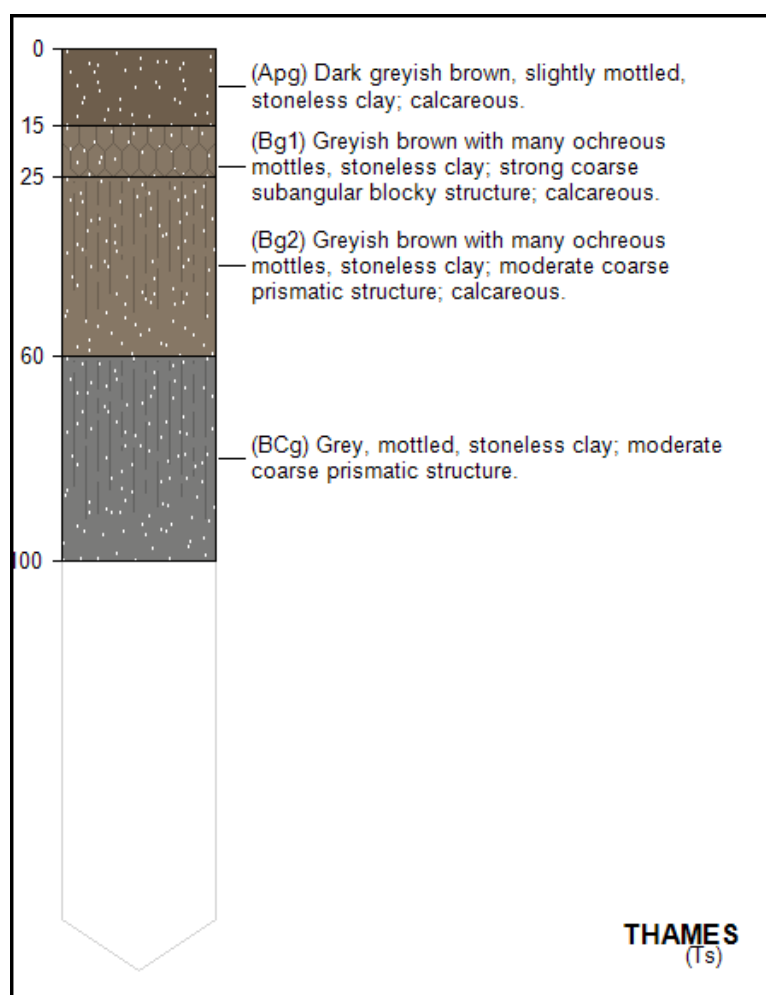 0
(Apg) Dark greyish brown, slightly mottled,
stoneless clay; calcareous.
15
(Bg1) Greyish brown with many ochreous
mottles, stoneless clay; strong coarse
subangular blocky structure; calcareous.
25
(Bg2) Greyish brown with many ochreous
mottles, stoneless clay; moderate coarse
prismatic structure; calcareous.
60
(BCg) Grey, mottled, stoneless clay; moderate
coarse prismatic structure.
100
THAMES
(Ts)